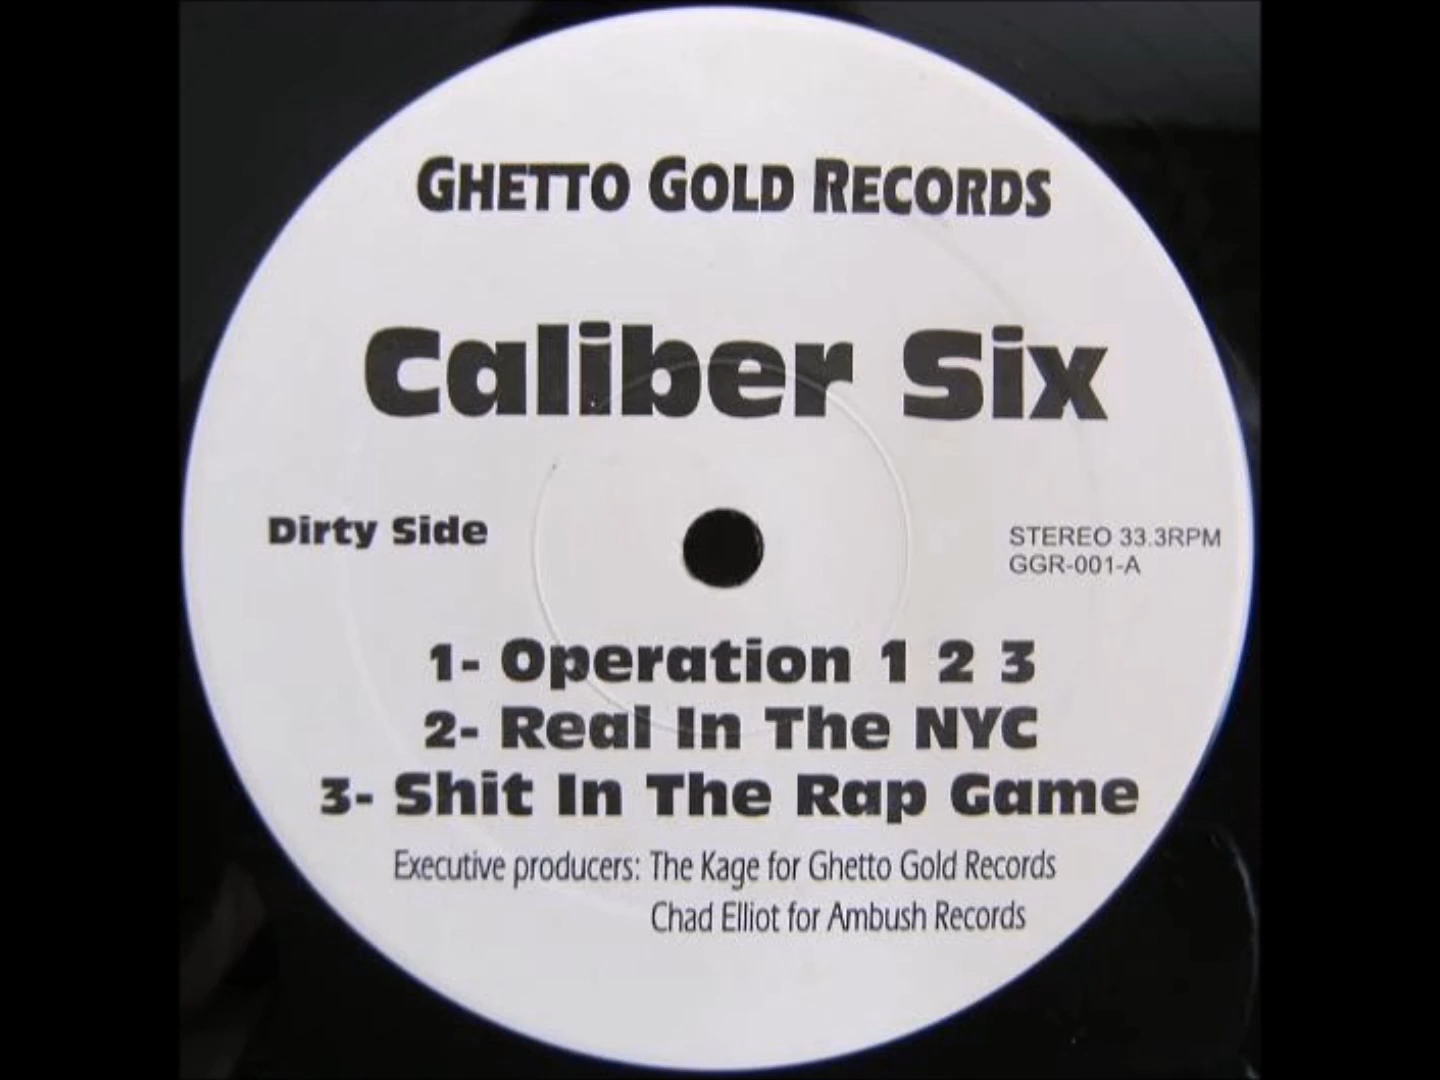 GHETTO GOLD RECORDS
Caliber Six
Dirty Side
STEREO 33.3RPM
GGR-001-A
1- Operation 1 2 3
2- Real In The NYC
3- Shit In The Rap Game
Executive producers: The Kage for Ghetto Gold Records
Chad Elliot for Ambush Records